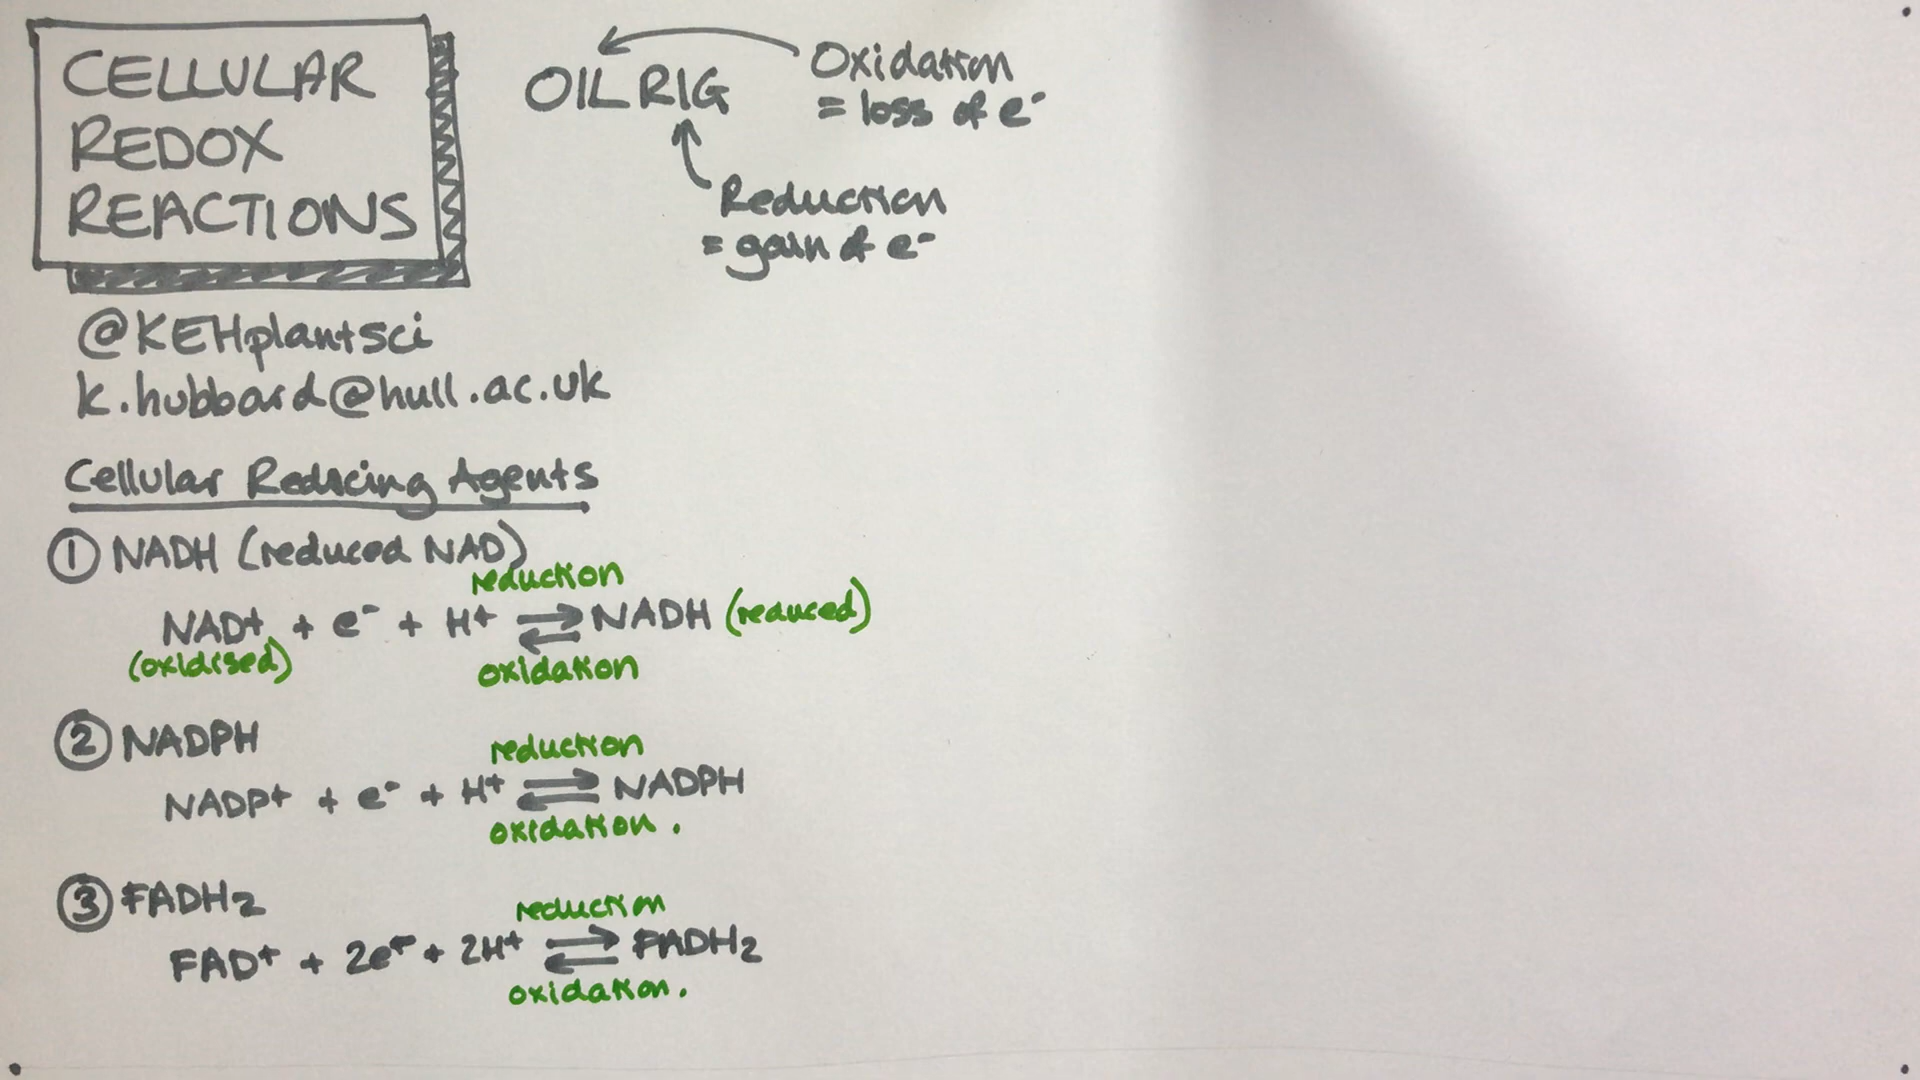 CELLULAR
REDOX
REACTIONS
OIL RIG
Oxidation
= loss of e⁻
Reduction
= gain of e⁻
@KEHplantsci
k.hubbard@hull.ac.uk
Cellular Reducing Agents
① NADH (reduced NAD)
reduction
NAD+ + e⁻ + H+ ⇌ NADH (reduced)
(oxidised)
oxidation
② NADPH
reduction
NADP+ + e⁻ + H+ ⇌ NADPH
oxidation.
③ FADH2
reduction
FAD+ + 2e⁻ + 2H+ ⇌ FADH2
oxidation.